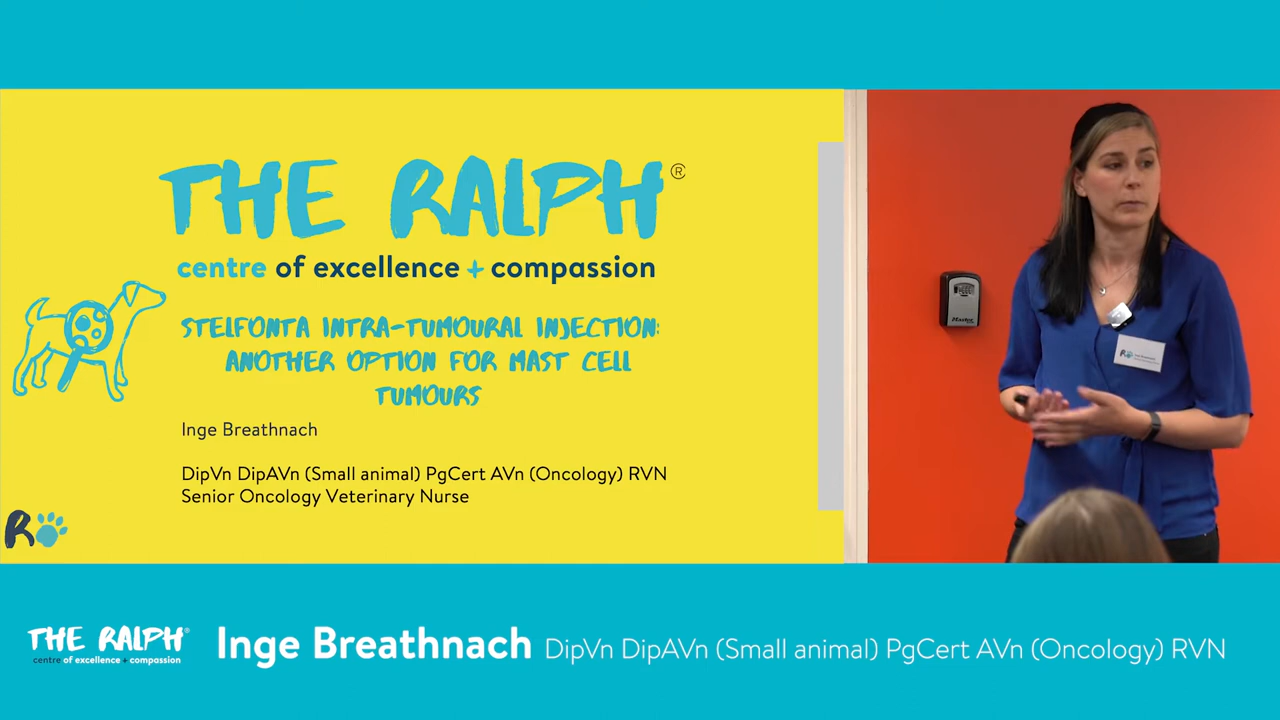 THE RALPH®
centre of excellence + compassion
STELFONTA INTRA-TUMOURAL INJECTION:
ANOTHER OPTION FOR MAST CELL
TUMOURS
Inge Breathnach
DipVn DipAVn (Small animal) PgCert AVn (Oncology) RVN
Senior Oncology Veterinary Nurse
R
Master
R
THE RALPH®
centre of excellence + compassion
Inge Breathnach DipVn DipAVn (Small animal) PgCert AVn (Oncology) RVN